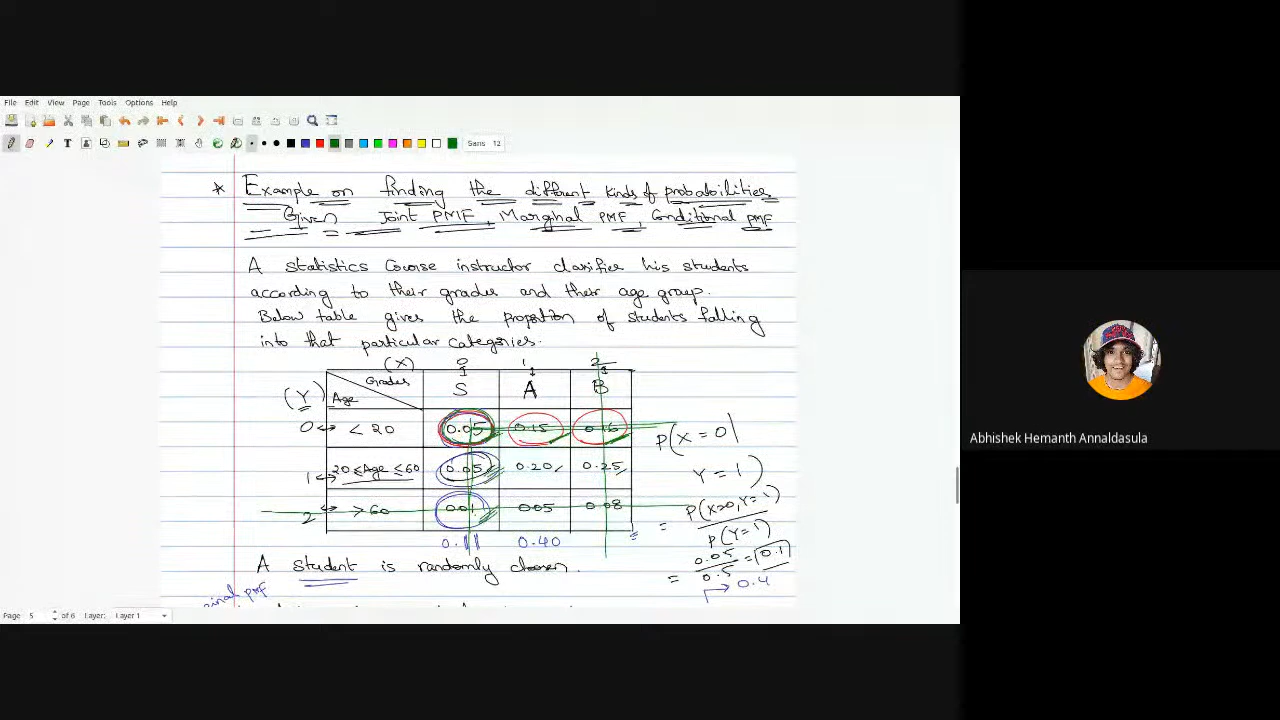 File Edit View Page Tools Options Help
Sans 12
* Example on finding the different kinds of probabilities
Given Joint PMF, Marginal PMF, Conditional PMF
A statistics Course instructor classifies his students
according to their grades and their age group.
Below table gives the proportion of students falling
into that particular categories.
(X) 0 1 2
(Y) Age Grades S A B
0 ↔ < 20 0.05 0.15 0.16
1 ↔ 20 ≤ Age ≤ 60 0.05 0.20 0.25
2 ↔ > 60 0.01 0.05 0.08
0.11 0.40
P(X = 0|
Y = 1)
= P(X=0, Y=1)
P(Y=1)
= 0.05 = 0.1
0.5
→ 0.4
A student is randomly chosen.
pmf
Page 5 of 6 Layer: Layer 1
Abhishek Hemanth Annaldasula